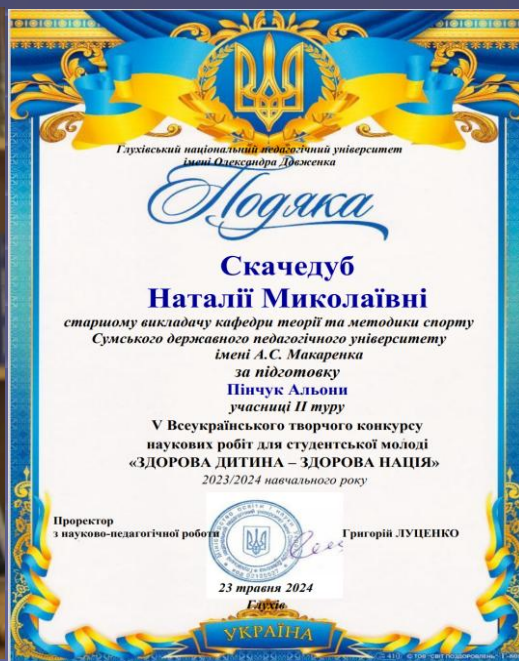 Глухівський національний педагогічний університет
імені Олександра Довженка
Подяка
Скачедуб
Наталії Миколаївні
старшому викладачу кафедри теорії та методики спорту
Сумського державного педагогічного університету
імені А.С. Макаренка
за підготовку
Пінчук Альони
учасниці ІІ туру
V Всеукраїнського творчого конкурсу
наукових робіт для студентської молоді
«ЗДОРОВА ДИТИНА – ЗДОРОВА НАЦІЯ»
2023/2024 навчального року
Проректор
з науково-педагогічної роботи Григорій ЛУЦЕНКО
23 травня 2024
Глухів
УКРАЇНА